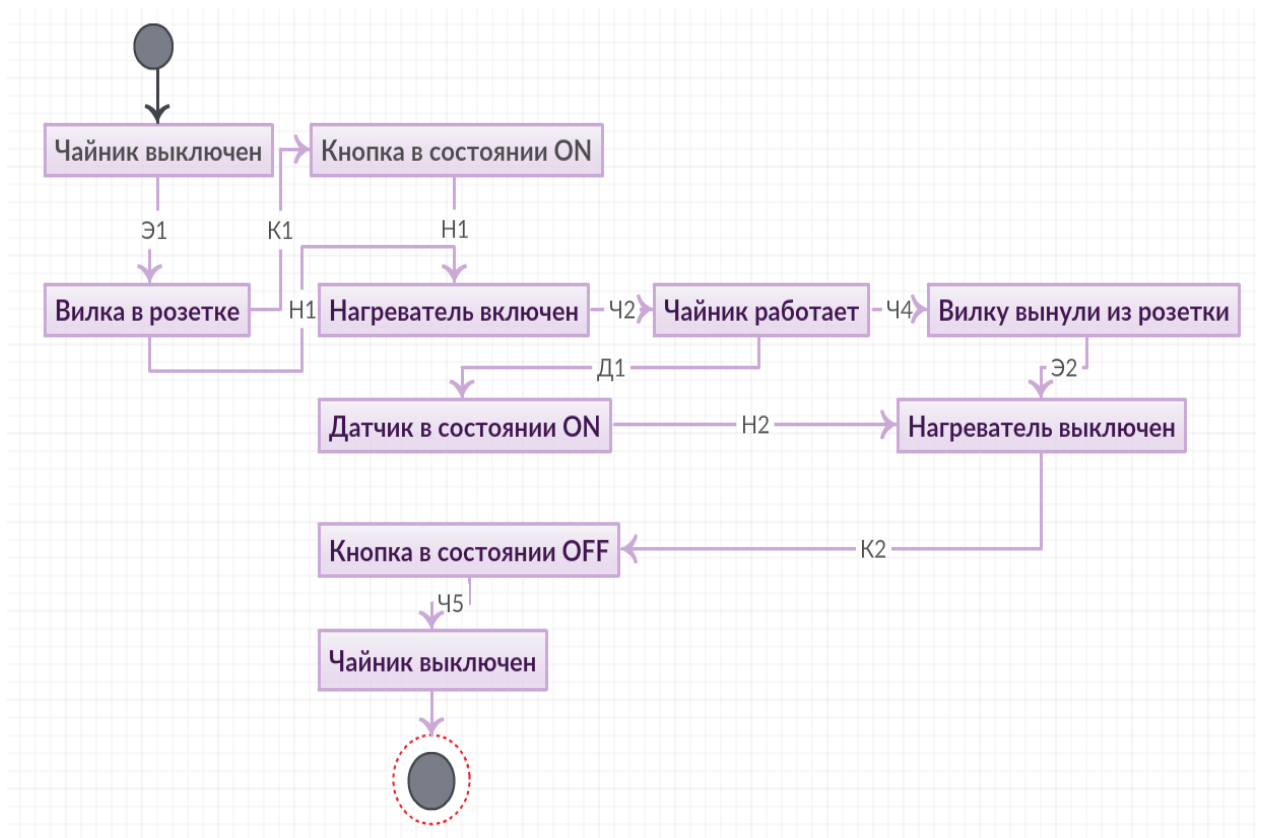 Чайник выключен
Кнопка в состоянии ON
Э1
К1
Н1
Вилка в розетке
Н1
Нагреватель включен
Ч2
Чайник работает
Ч4
Вилку вынули из розетки
Д1
Э2
Датчик в состоянии ON
Н2
Нагреватель выключен
Кнопка в состоянии OFF
К2
Ч5
Чайник выключен